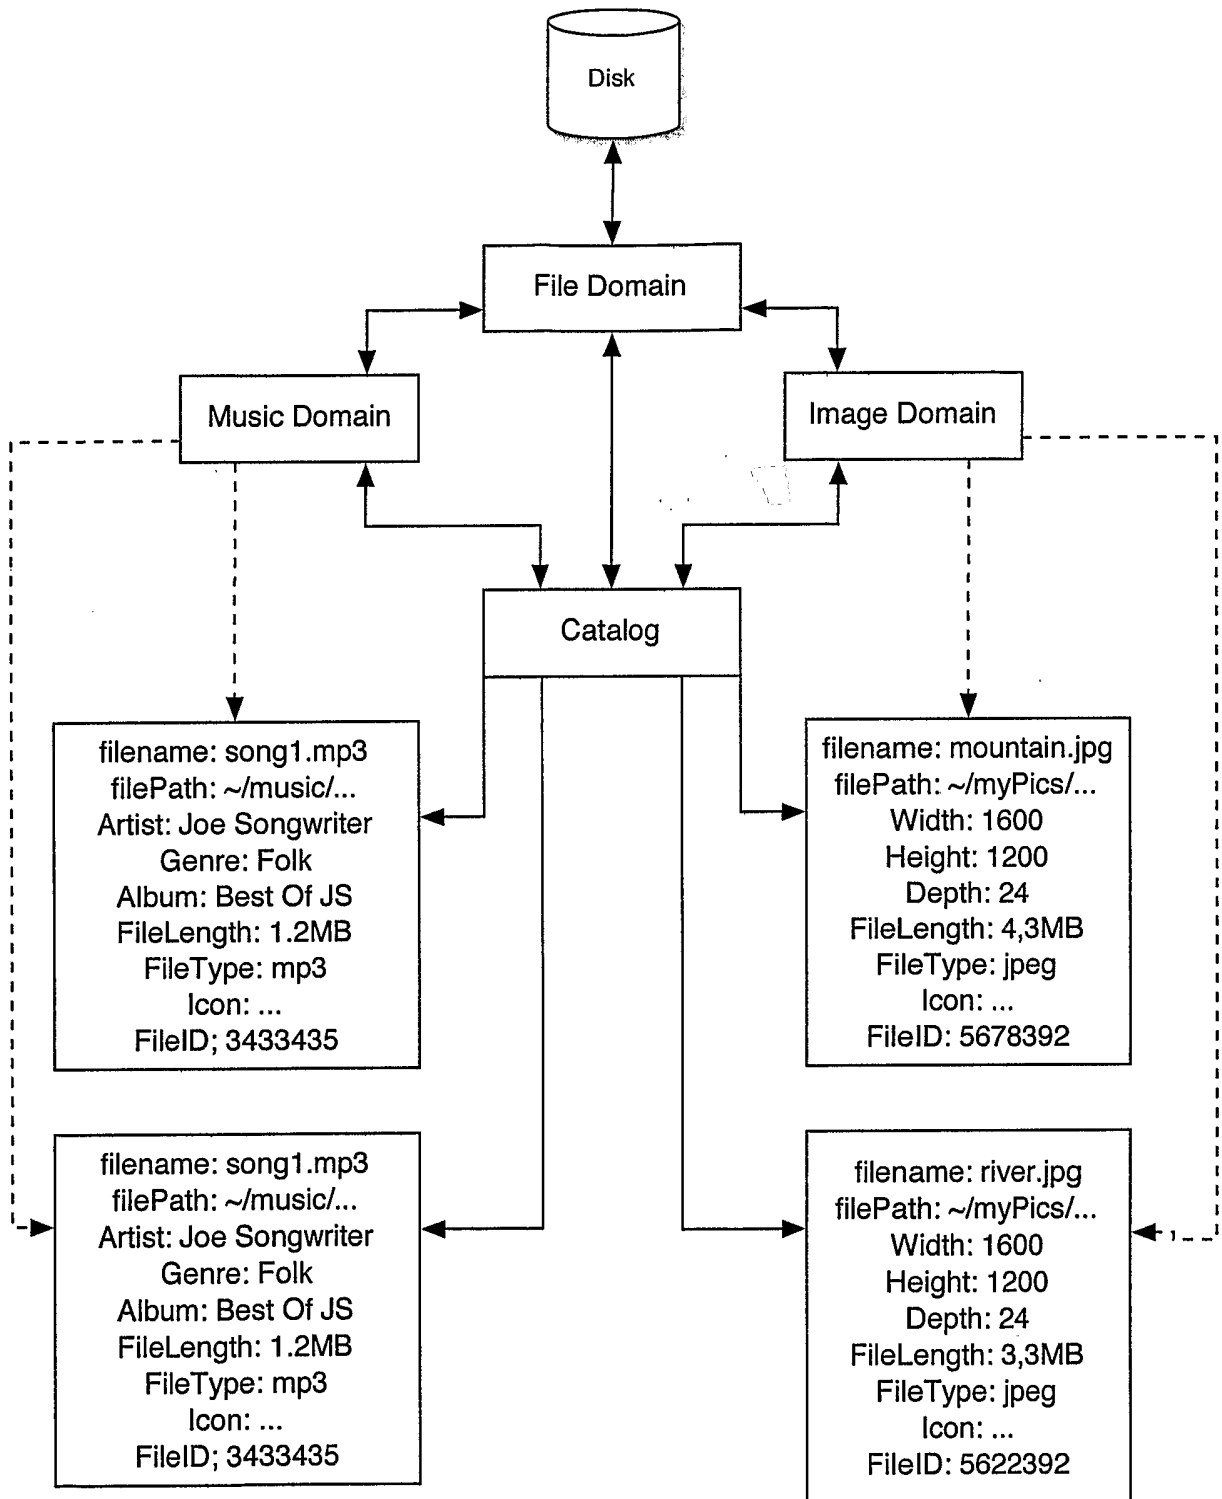 Disk
File Domain
Music Domain
Image Domain
Catalog
filename: song1.mp3
filePath: ~/music/...
Artist: Joe Songwriter
Genre: Folk
Album: Best Of JS
FileLength: 1.2MB
FileType: mp3
Icon: ...
FileID; 3433435
filename: mountain.jpg
filePath: ~/myPics/...
Width: 1600
Height: 1200
Depth: 24
FileLength: 4,3MB
FileType: jpeg
Icon: ...
FileID: 5678392
filename: song1.mp3
filePath: ~/music/...
Artist: Joe Songwriter
Genre: Folk
Album: Best Of JS
FileLength: 1.2MB
FileType: mp3
Icon: ...
FileID; 3433435
filename: river.jpg
filePath: ~/myPics/...
Width: 1600
Height: 1200
Depth: 24
FileLength: 3,3MB
FileType: jpeg
Icon: ...
FileID: 5622392